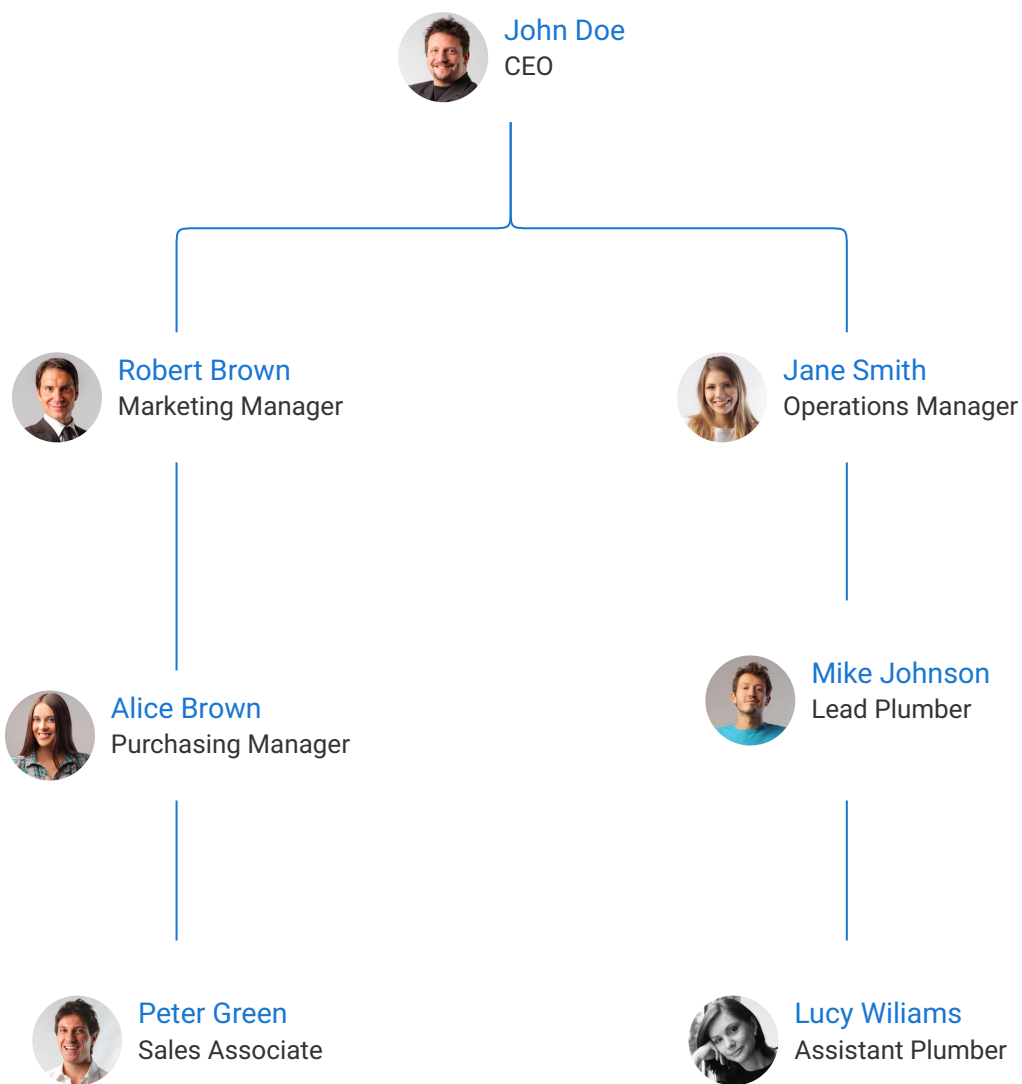 John Doe
CEO
Robert Brown
Marketing Manager
Jane Smith
Operations Manager
Mike Johnson
Lead Plumber
Alice Brown
Purchasing Manager
Peter Green
Sales Associate
Lucy Wiliams
Assistant Plumber